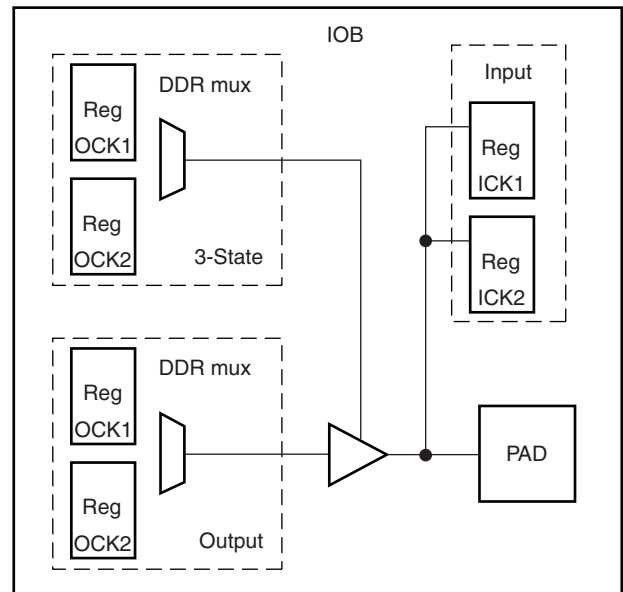 IOB
DDR mux
Reg
OCK1
Reg
OCK2
3-State
Input
Reg
ICK1
Reg
ICK2
DDR mux
Reg
OCK1
Reg
OCK2
Output
PAD